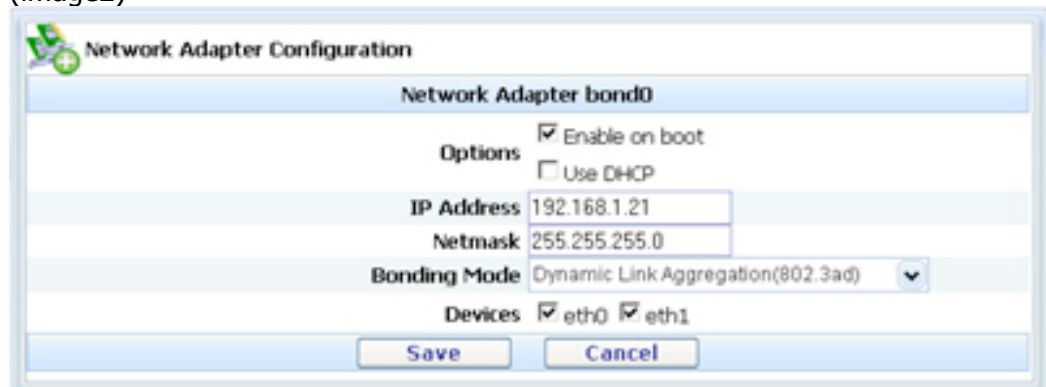 (image2)
Network Adapter Configuration
Network Adapter bond0
Options
Enable on boot
Use DHCP
IP Address 192.168.1.21
Netmask 255.255.255.0
Bonding Mode Dynamic Link Aggregation(802.3ad)
Devices eth0 eth1
Save Cancel